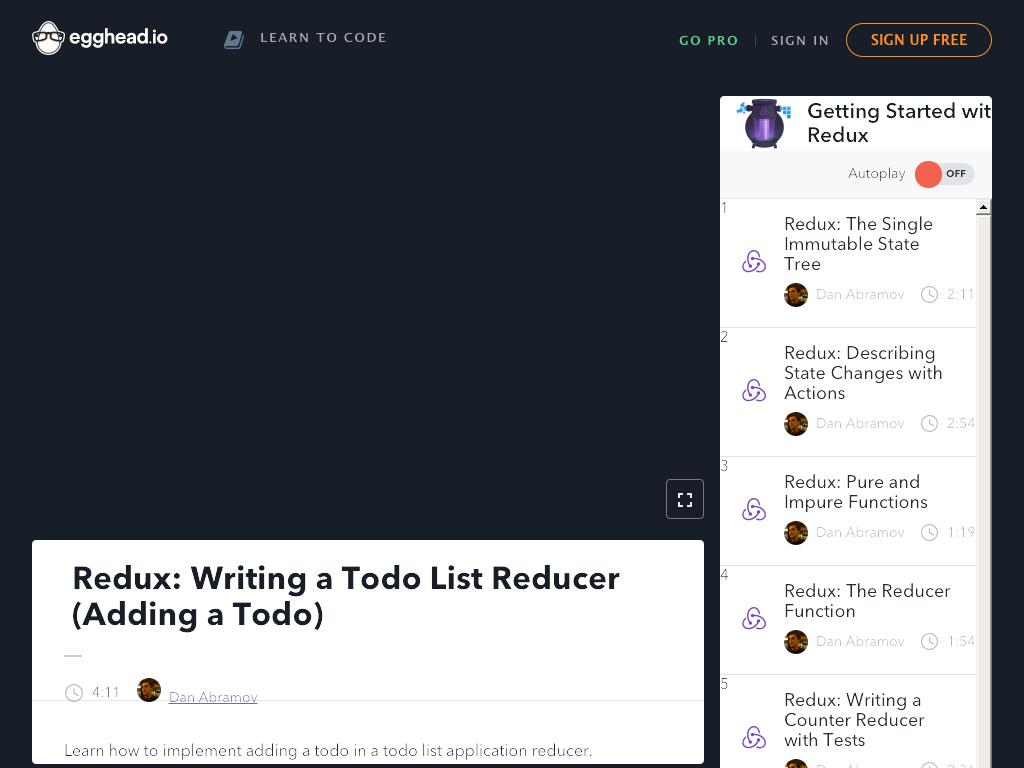 egghead.io
LEARN TO CODE
GO PRO
SIGN IN
SIGN UP FREE
Getting Started wit
Redux
Autoplay
OFF
1
Redux: The Single
Immutable State
Tree
Dan Abramov 2:11
2
Redux: Describing
State Changes with
Actions
Dan Abramov 2:54
3
Redux: Pure and
Impure Functions
Dan Abramov 1:19
4
Redux: The Reducer
Function
Dan Abramov 1:54
5
Redux: Writing a
Counter Reducer
with Tests
Redux: Writing a Todo List Reducer
(Adding a Todo)
4:11
Dan Abramov
Learn how to implement adding a todo in a todo list application reducer.